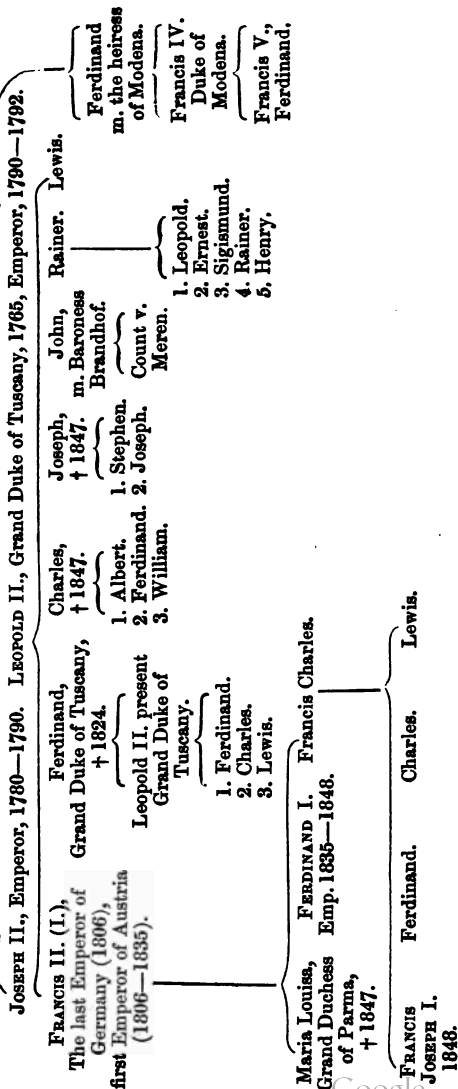 JOSEPH II., Emperor, 1780—1790. LEOPOLD II., Grand Duke of Tuscany, 1765, Emperor, 1790—1792.
Ferdinand
m. the heiress
of Modena.
Francis IV.
Duke of
Modena.
Francis V.,
Ferdinand.
FRANCIS II. (I.),
The last Emperor of
Germany (1806),
first Emperor of Austria
(1806—1835).
Ferdinand,
Grand Duke of Tuscany,
† 1824.
Leopold II. present
Grand Duke of
Tuscany.
1. Ferdinand.
2. Charles.
3. Lewis.
Charles,
† 1847.
1. Albert.
2. Ferdinand.
3. William.
Joseph,
† 1847.
1. Stephen.
2. Joseph.
John,
m. Baroness
Brandhof.
Count v.
Meren.
Rainer.
1. Leopold.
2. Ernest.
3. Sigismund.
4. Rainer.
5. Henry.
Lewis.
Maria Louisa,
Grand Duchess
of Parma,
† 1847.
FERDINAND I.
Emp. 1835—1848.
Francis Charles.
FRANCIS
JOSEPH I.
1848.
Ferdinand.
Charles.
Lewis.
Google